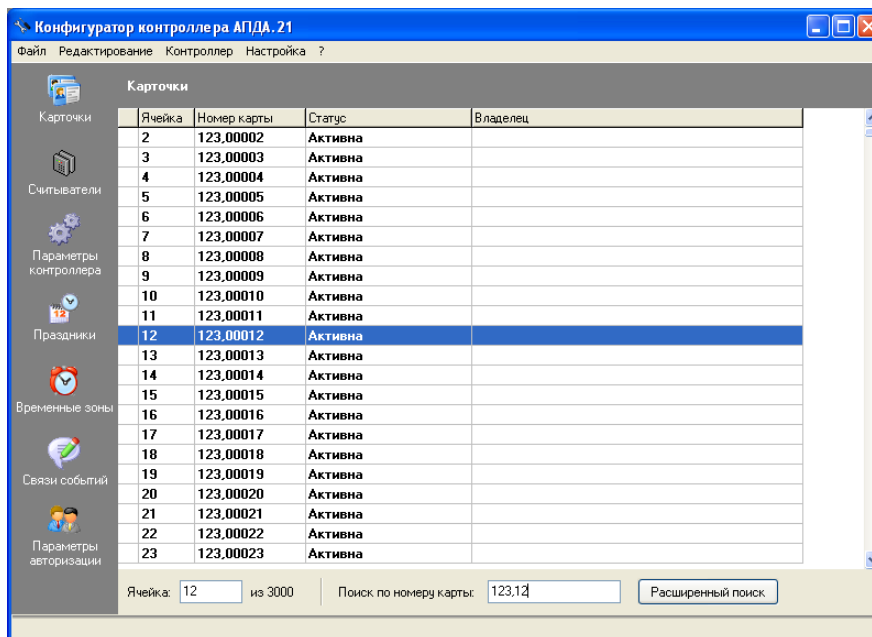 Конфигуратор контроллера АПДА.21
Файл Редактирование Контроллер Настройка ?
Карточки
Считыватели
Параметры
контроллера
Праздники
Временные зоны
Связи событий
Параметры
авторизации
Карточки
Ячейка Номер карты Статус Владелец
2 123,00002 Активна
3 123,00003 Активна
4 123,00004 Активна
5 123,00005 Активна
6 123,00006 Активна
7 123,00007 Активна
8 123,00008 Активна
9 123,00009 Активна
10 123,00010 Активна
11 123,00011 Активна
12 123,00012 Активна
13 123,00013 Активна
14 123,00014 Активна
15 123,00015 Активна
16 123,00016 Активна
17 123,00017 Активна
18 123,00018 Активна
19 123,00019 Активна
20 123,00020 Активна
21 123,00021 Активна
22 123,00022 Активна
23 123,00023 Активна
Ячейка: 12 из 3000 Поиск по номеру карты: 123,12 Расширенный поиск